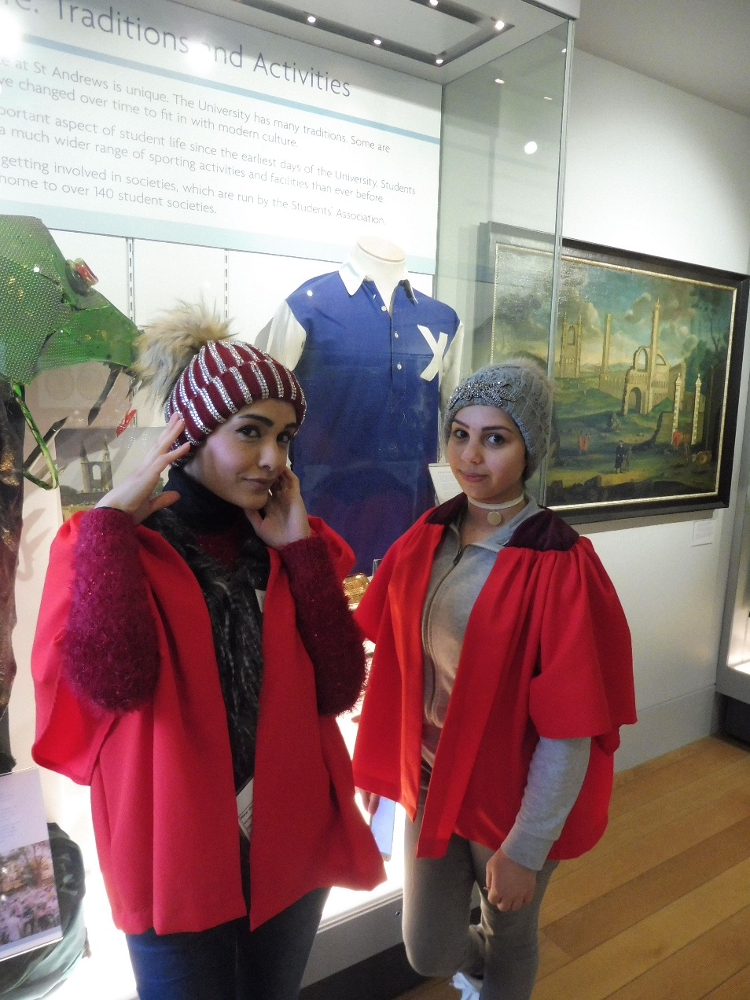 Traditions and Activities
at St Andrews is unique. The University has many traditions. Some are
changed over time to fit in with modern culture.
aspect of student life since the earliest days of the University. Students
a much wider range of sporting activities and facilities than ever before.
getting involved in societies, which are run by the Students' Association.
home to over 140 student societies.